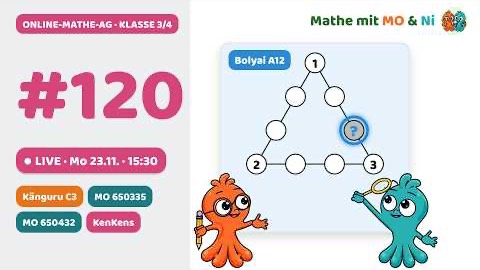 ONLINE-MATHE-AG · KLASSE 3/4
Mathe mit MO & Ni
#120
LIVE · Mo 23.11. · 15:30
Känguru C3
MO 650335
MO 650432
KenKens
Bolyai A12
1
?
2
3